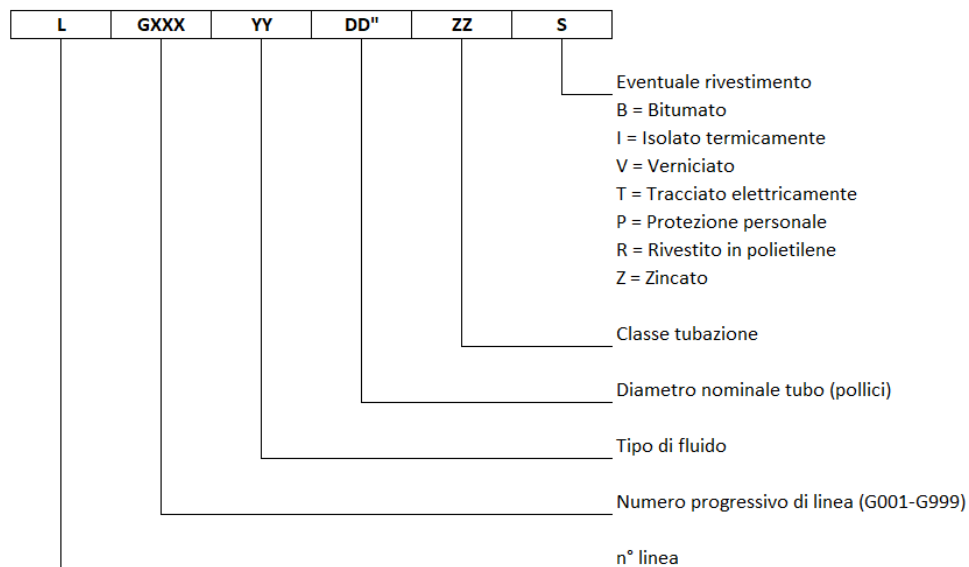 L GXXX YY DD" ZZ S
Eventuale rivestimento
B = Bitumato
I = Isolato termicamente
V = Verniciato
T = Tracciato elettricamente
P = Protezione personale
R = Rivestito in polietilene
Z = Zincato
Classe tubazione
Diametro nominale tubo (pollici)
Tipo di fluido
Numero progressivo di linea (G001-G999)
n° linea